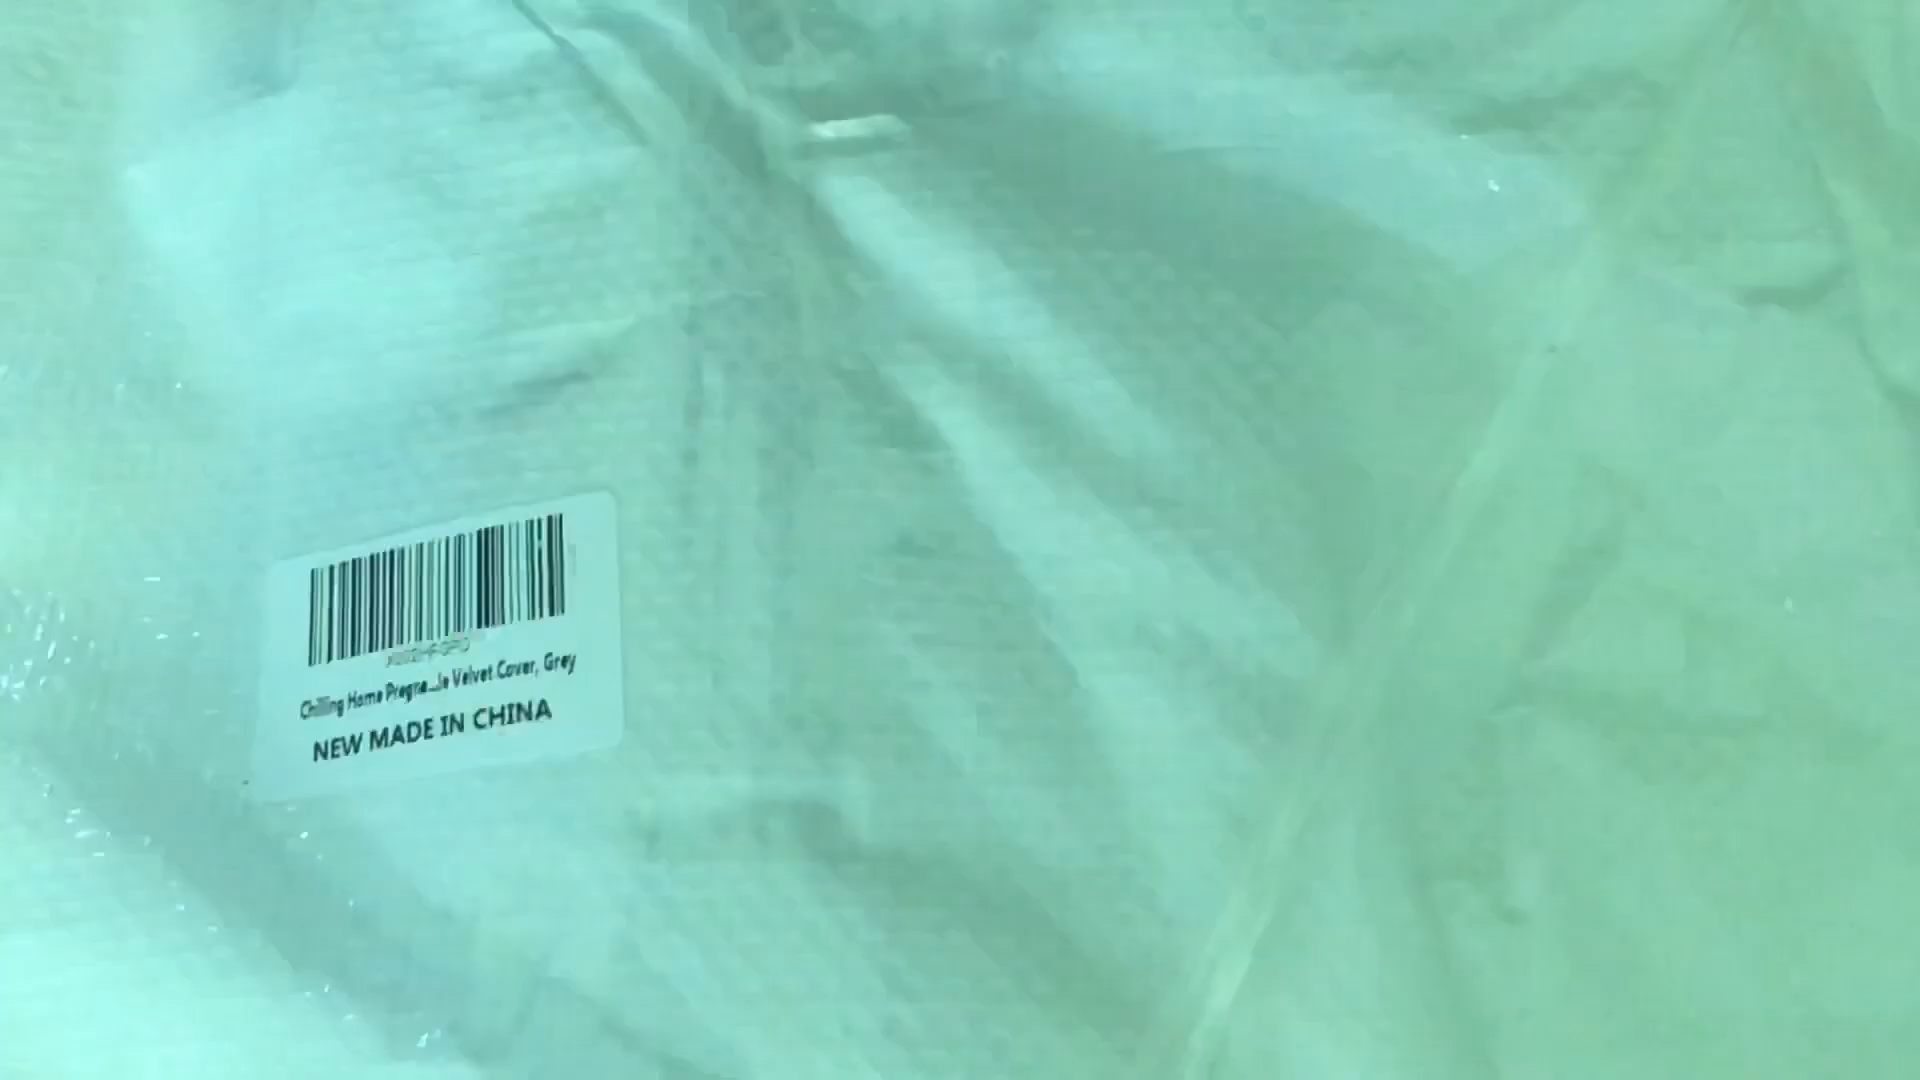 Chilling Home Pregna...le Velvet Cover, Grey
NEW MADE IN CHINA